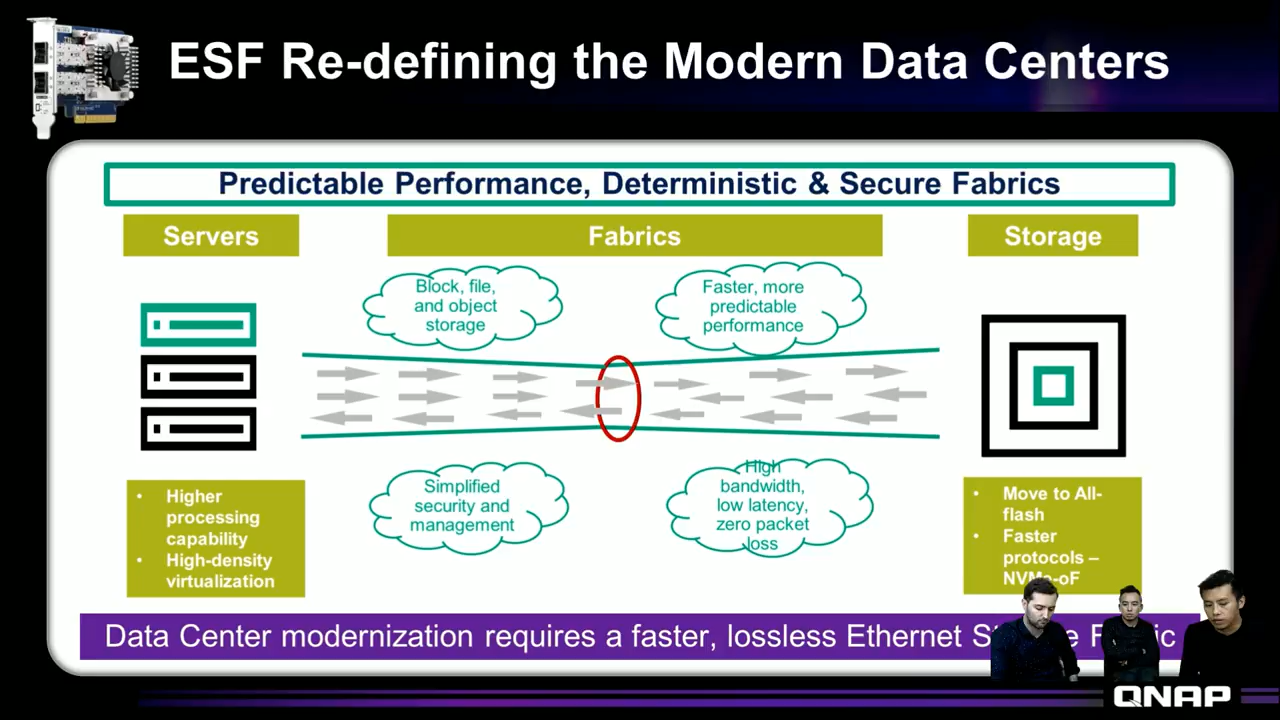 ESF Re-defining the Modern Data Centers
Predictable Performance, Deterministic & Secure Fabrics
Servers
Fabrics
Storage
Block, file,
and object
storage
Faster, more
predictable
performance
Simplified
security and
management
High
bandwidth,
low latency,
zero packet
loss
• Higher
processing
capability
• High-density
virtualization
• Move to All-
flash
• Faster
protocols –
NVMe-oF
Data Center modernization requires a faster, lossless Ethernet
QNAP